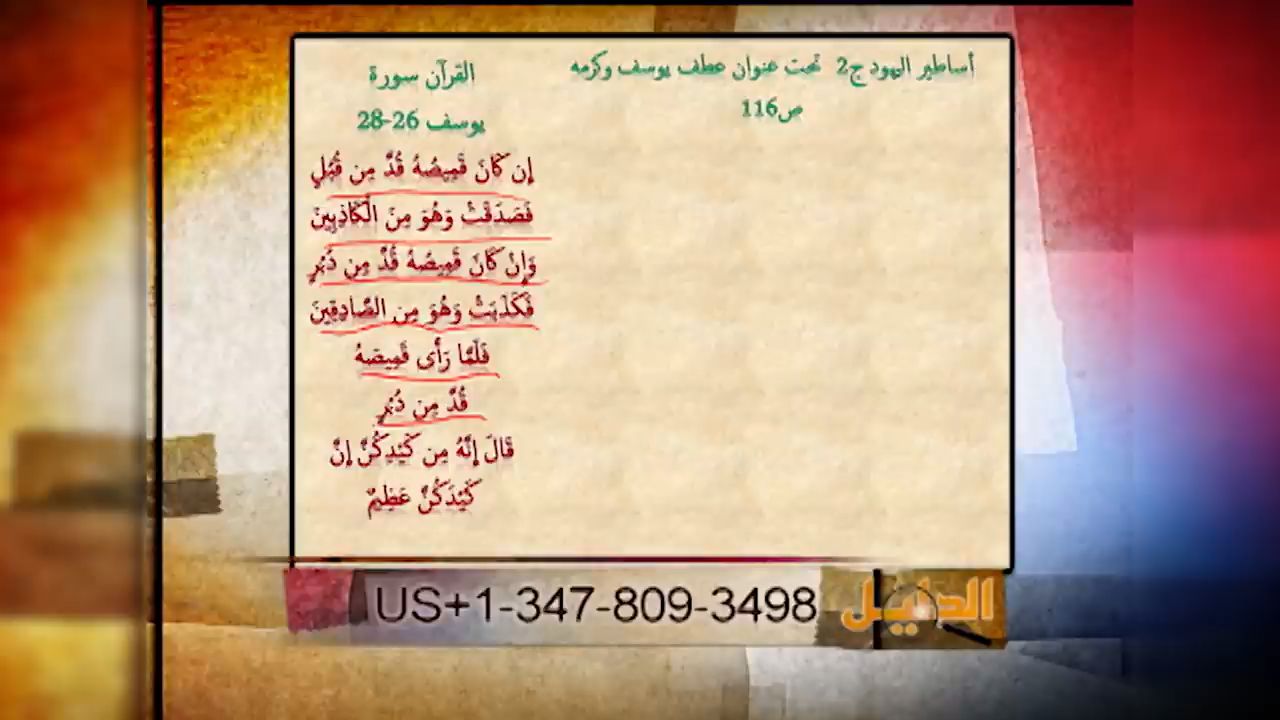 أساطير اليهود ج2 تحت عنوان عطف يوسف وكرمه
ص116
القرآن سورة
يوسف 26-28
إِن كَانَ قَمِيصُهُ قُدَّ مِن قُبُلٍ
فَصَدَقَتْ وَهُوَ مِنَ الْكَاذِبِينَ
وَإِنْ كَانَ قَمِيصُهُ قُدَّ مِن دُبُرٍ
فَكَذَبَتْ وَهُوَ مِن الصَّادِقِينَ
فَلَمَّا رَأَى قَمِيصَهُ
قُدَّ مِن دُبُرٍ
قَالَ إِنَّهُ مِن كَيْدِكُنَّ إِنَّ
كَيْدَكُنَّ عَظِيمٌ
US+1-347-809-3498
الدليل